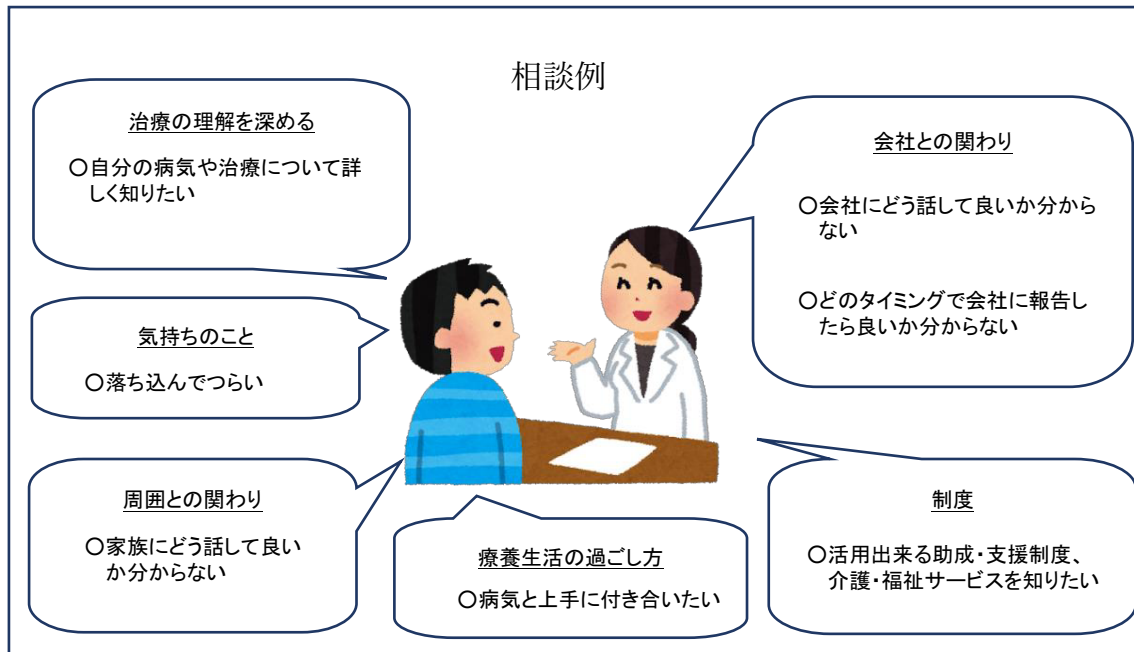 相談例
治療の理解を深める
〇自分の病気や治療について詳
しく知りたい
会社との関わり
〇会社にどう話して良いか分から
ない
〇どのタイミングで会社に報告し
たら良いか分からない
気持ちのこと
〇落ち込んでつらい
周囲との関わり
〇家族にどう話して良い
か分からない
療養生活の過ごし方
〇病気と上手に付き合いたい
制度
〇活用出来る助成・支援制度、
介護・福祉サービスを知りたい